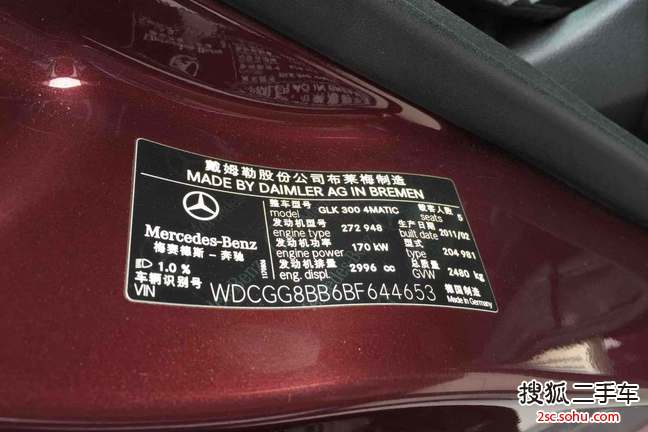 戴姆勒股份公司布莱梅制造
MADE BY DAIMLER AG IN BREMEN
Mercedes-Benz
梅赛德斯-奔驰
1.0 %
整车型号 载客人数
model GLK 300 4MATIC seats 5
发动机型号 生产日期
engine type 272 948 built date 2011/02
发动机功率 型式
engine power 170 kW type 204 981
发动机排量 总质量
eng. displ. 2996 cc GVW 2480 kg
车辆识别号
VIN WDCGG8BB6BF644653
德国制造
Made in Germany
搜狐二手车
2sc.sohu.com